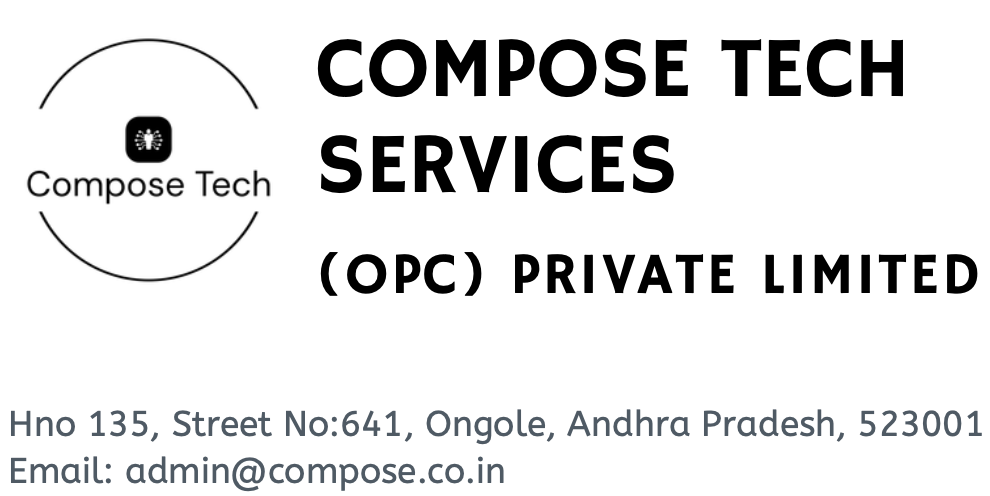 Compose Tech
COMPOSE TECH
SERVICES
(OPC) PRIVATE LIMITED
Hno 135, Street No:641, Ongole, Andhra Pradesh, 523001
Email: admin@compose.co.in